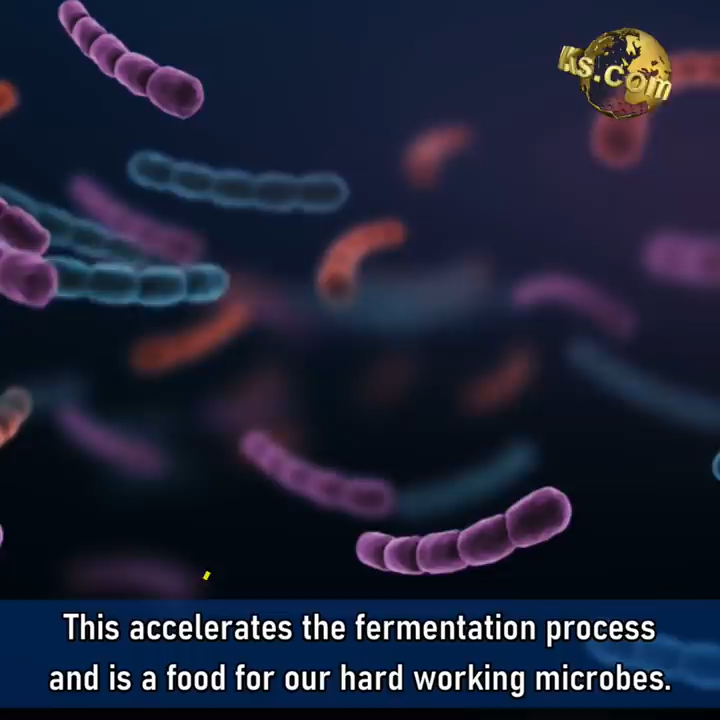 Ks.com
This accelerates the fermentation process
and is a food for our hard working microbes.